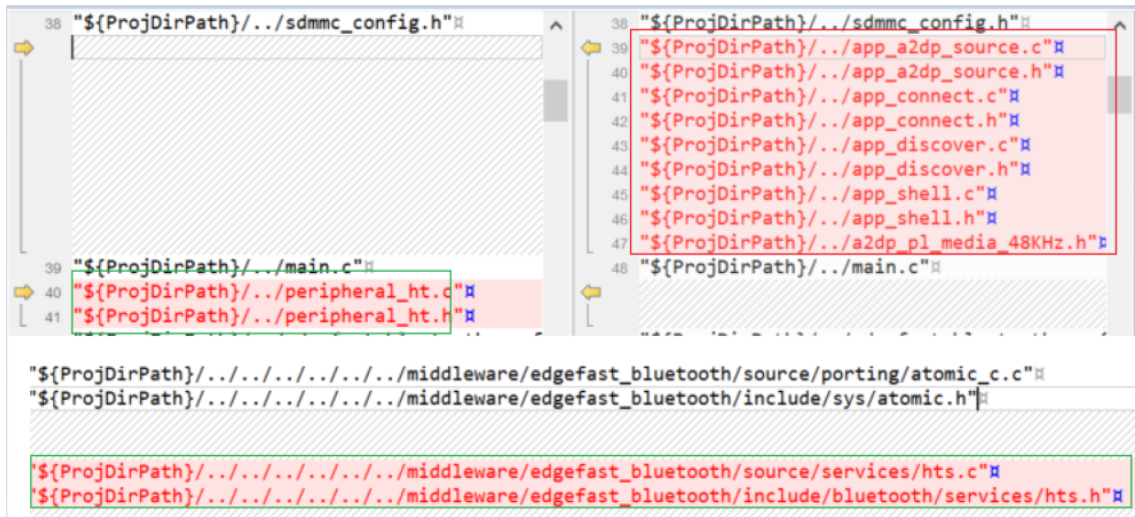 38 "${ProjDirPath}/../sdmmc_config.h"¤
39 "${ProjDirPath}/../main.c"¤
40 "${ProjDirPath}/../peripheral_ht.c"¤
41 "${ProjDirPath}/../peripheral_ht.h"¤
38 "${ProjDirPath}/../sdmmc_config.h"¤
39 "${ProjDirPath}/../app_a2dp_source.c"¤
40 "${ProjDirPath}/../app_a2dp_source.h"¤
41 "${ProjDirPath}/../app_connect.c"¤
42 "${ProjDirPath}/../app_connect.h"¤
43 "${ProjDirPath}/../app_discover.c"¤
44 "${ProjDirPath}/../app_discover.h"¤
45 "${ProjDirPath}/../app_shell.c"¤
46 "${ProjDirPath}/../app_shell.h"¤
47 "${ProjDirPath}/../a2dp_pl_media_48KHz.h"¤
48 "${ProjDirPath}/../main.c"¤
"${ProjDirPath}/../../../../../../middleware/edgefast_bluetooth/source/porting/atomic_c.c"¤
"${ProjDirPath}/../../../../../../middleware/edgefast_bluetooth/include/sys/atomic.h"¤
"${ProjDirPath}/../../../../../../middleware/edgefast_bluetooth/source/services/hts.c"¤
"${ProjDirPath}/../../../../../../middleware/edgefast_bluetooth/include/bluetooth/services/hts.h"¤